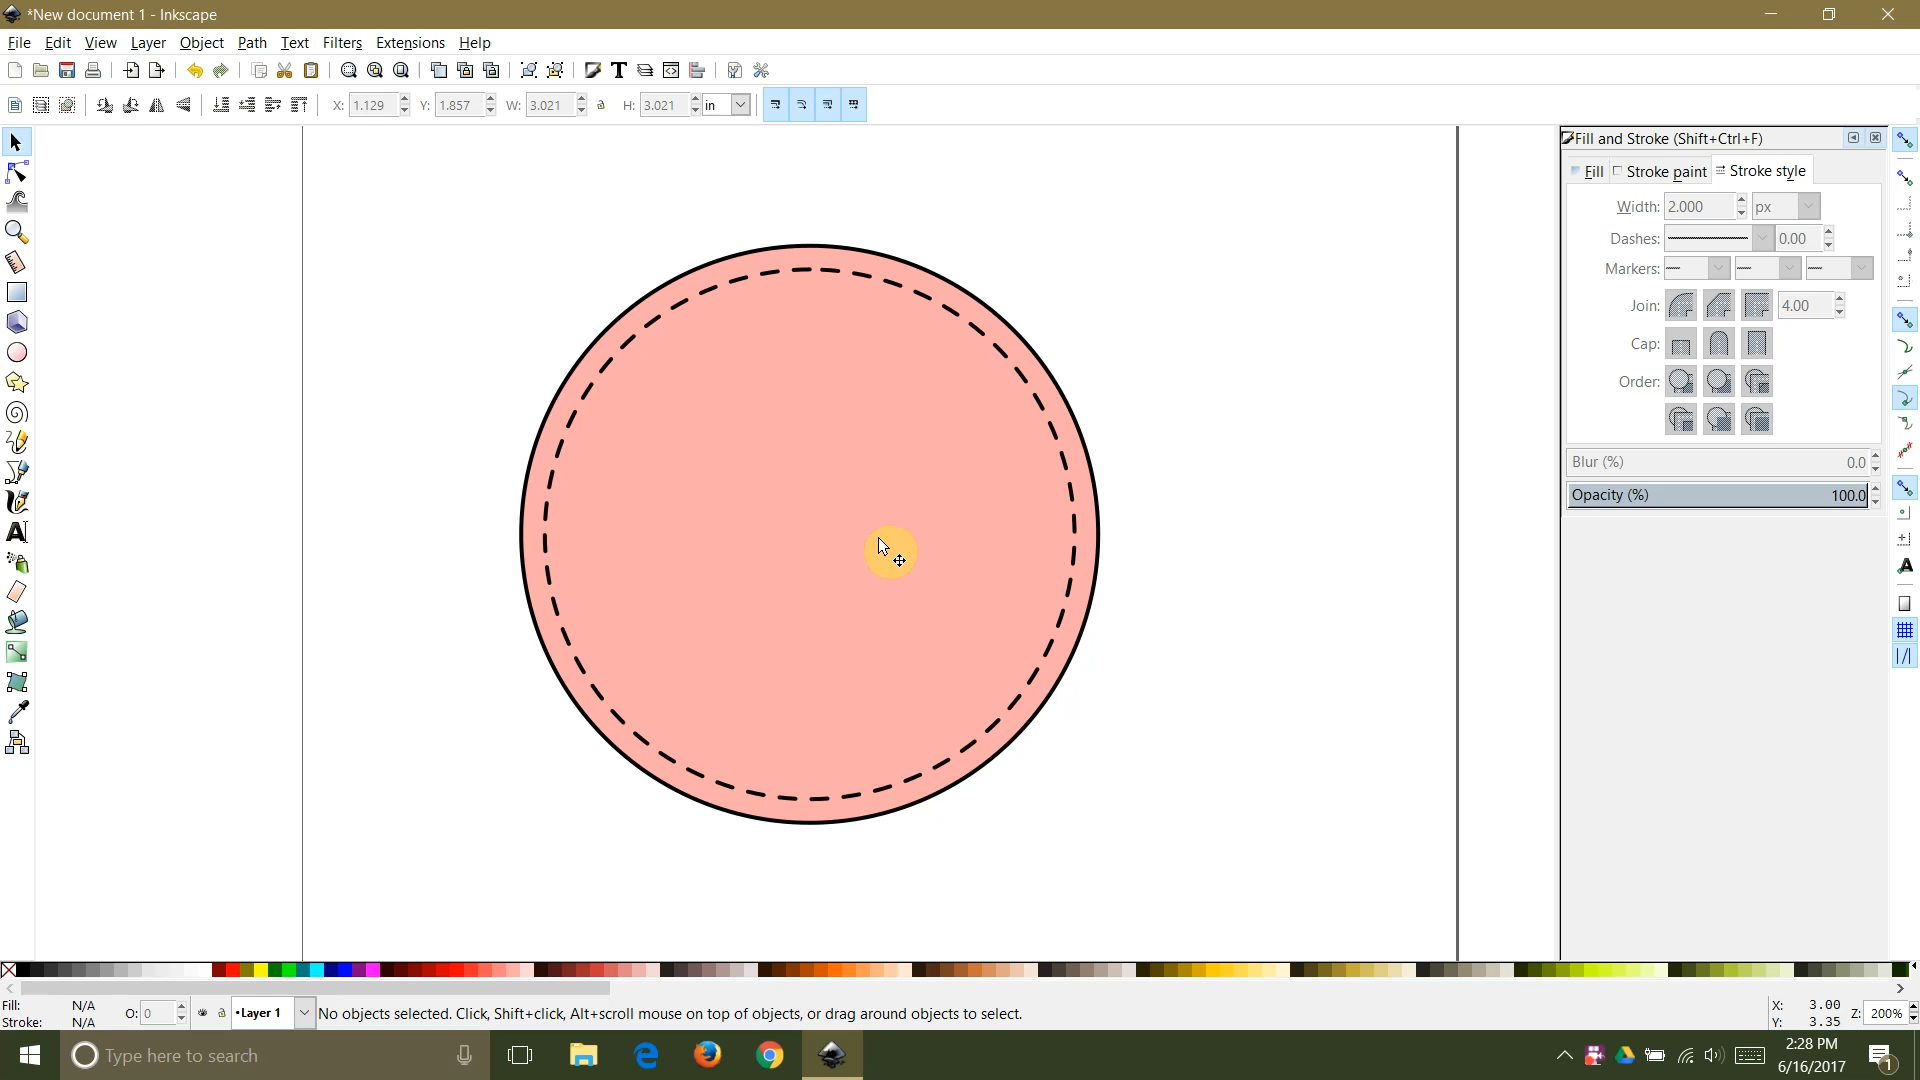 *New document 1 - Inkscape
File Edit View Layer Object Path Text Filters Extensions Help
X: 1.129 Y: 1.857 W: 3.021 H: 3.021 in
Fill and Stroke (Shift+Ctrl+F)
Fill Stroke paint Stroke style
Width: 2.000 px
Dashes: 0.00
Markers:
Join: 4.00
Cap:
Order:
Blur (%) 0.0
Opacity (%) 100.0
Fill: N/A
Stroke: N/A
O: 0
•Layer 1
No objects selected. Click, Shift+click, Alt+scroll mouse on top of objects, or drag around objects to select.
X: 3.00
Y: 3.35
Z: 200%
Type here to search
2:28 PM
6/16/2017
1